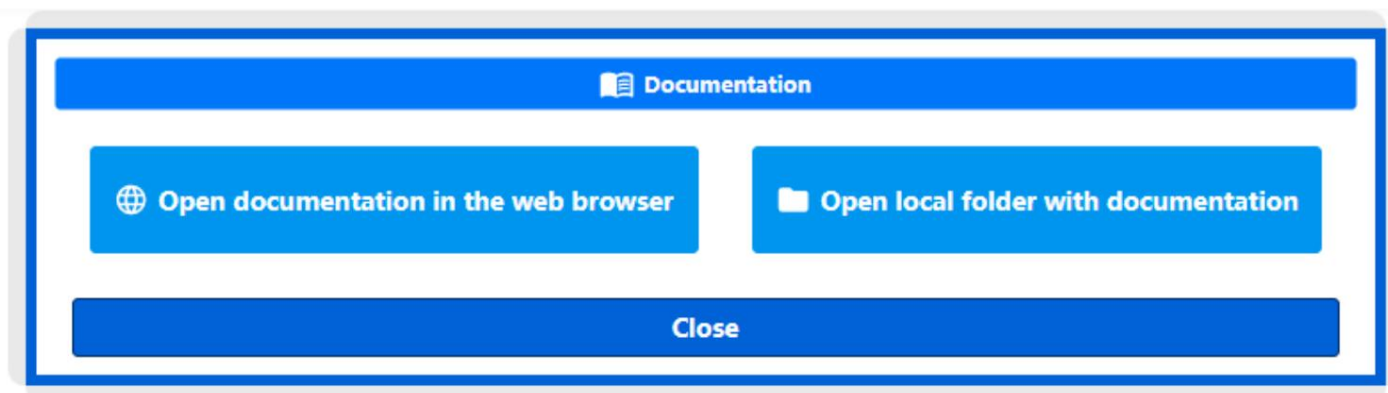 Documentation
Open documentation in the web browser
Open local folder with documentation
Close